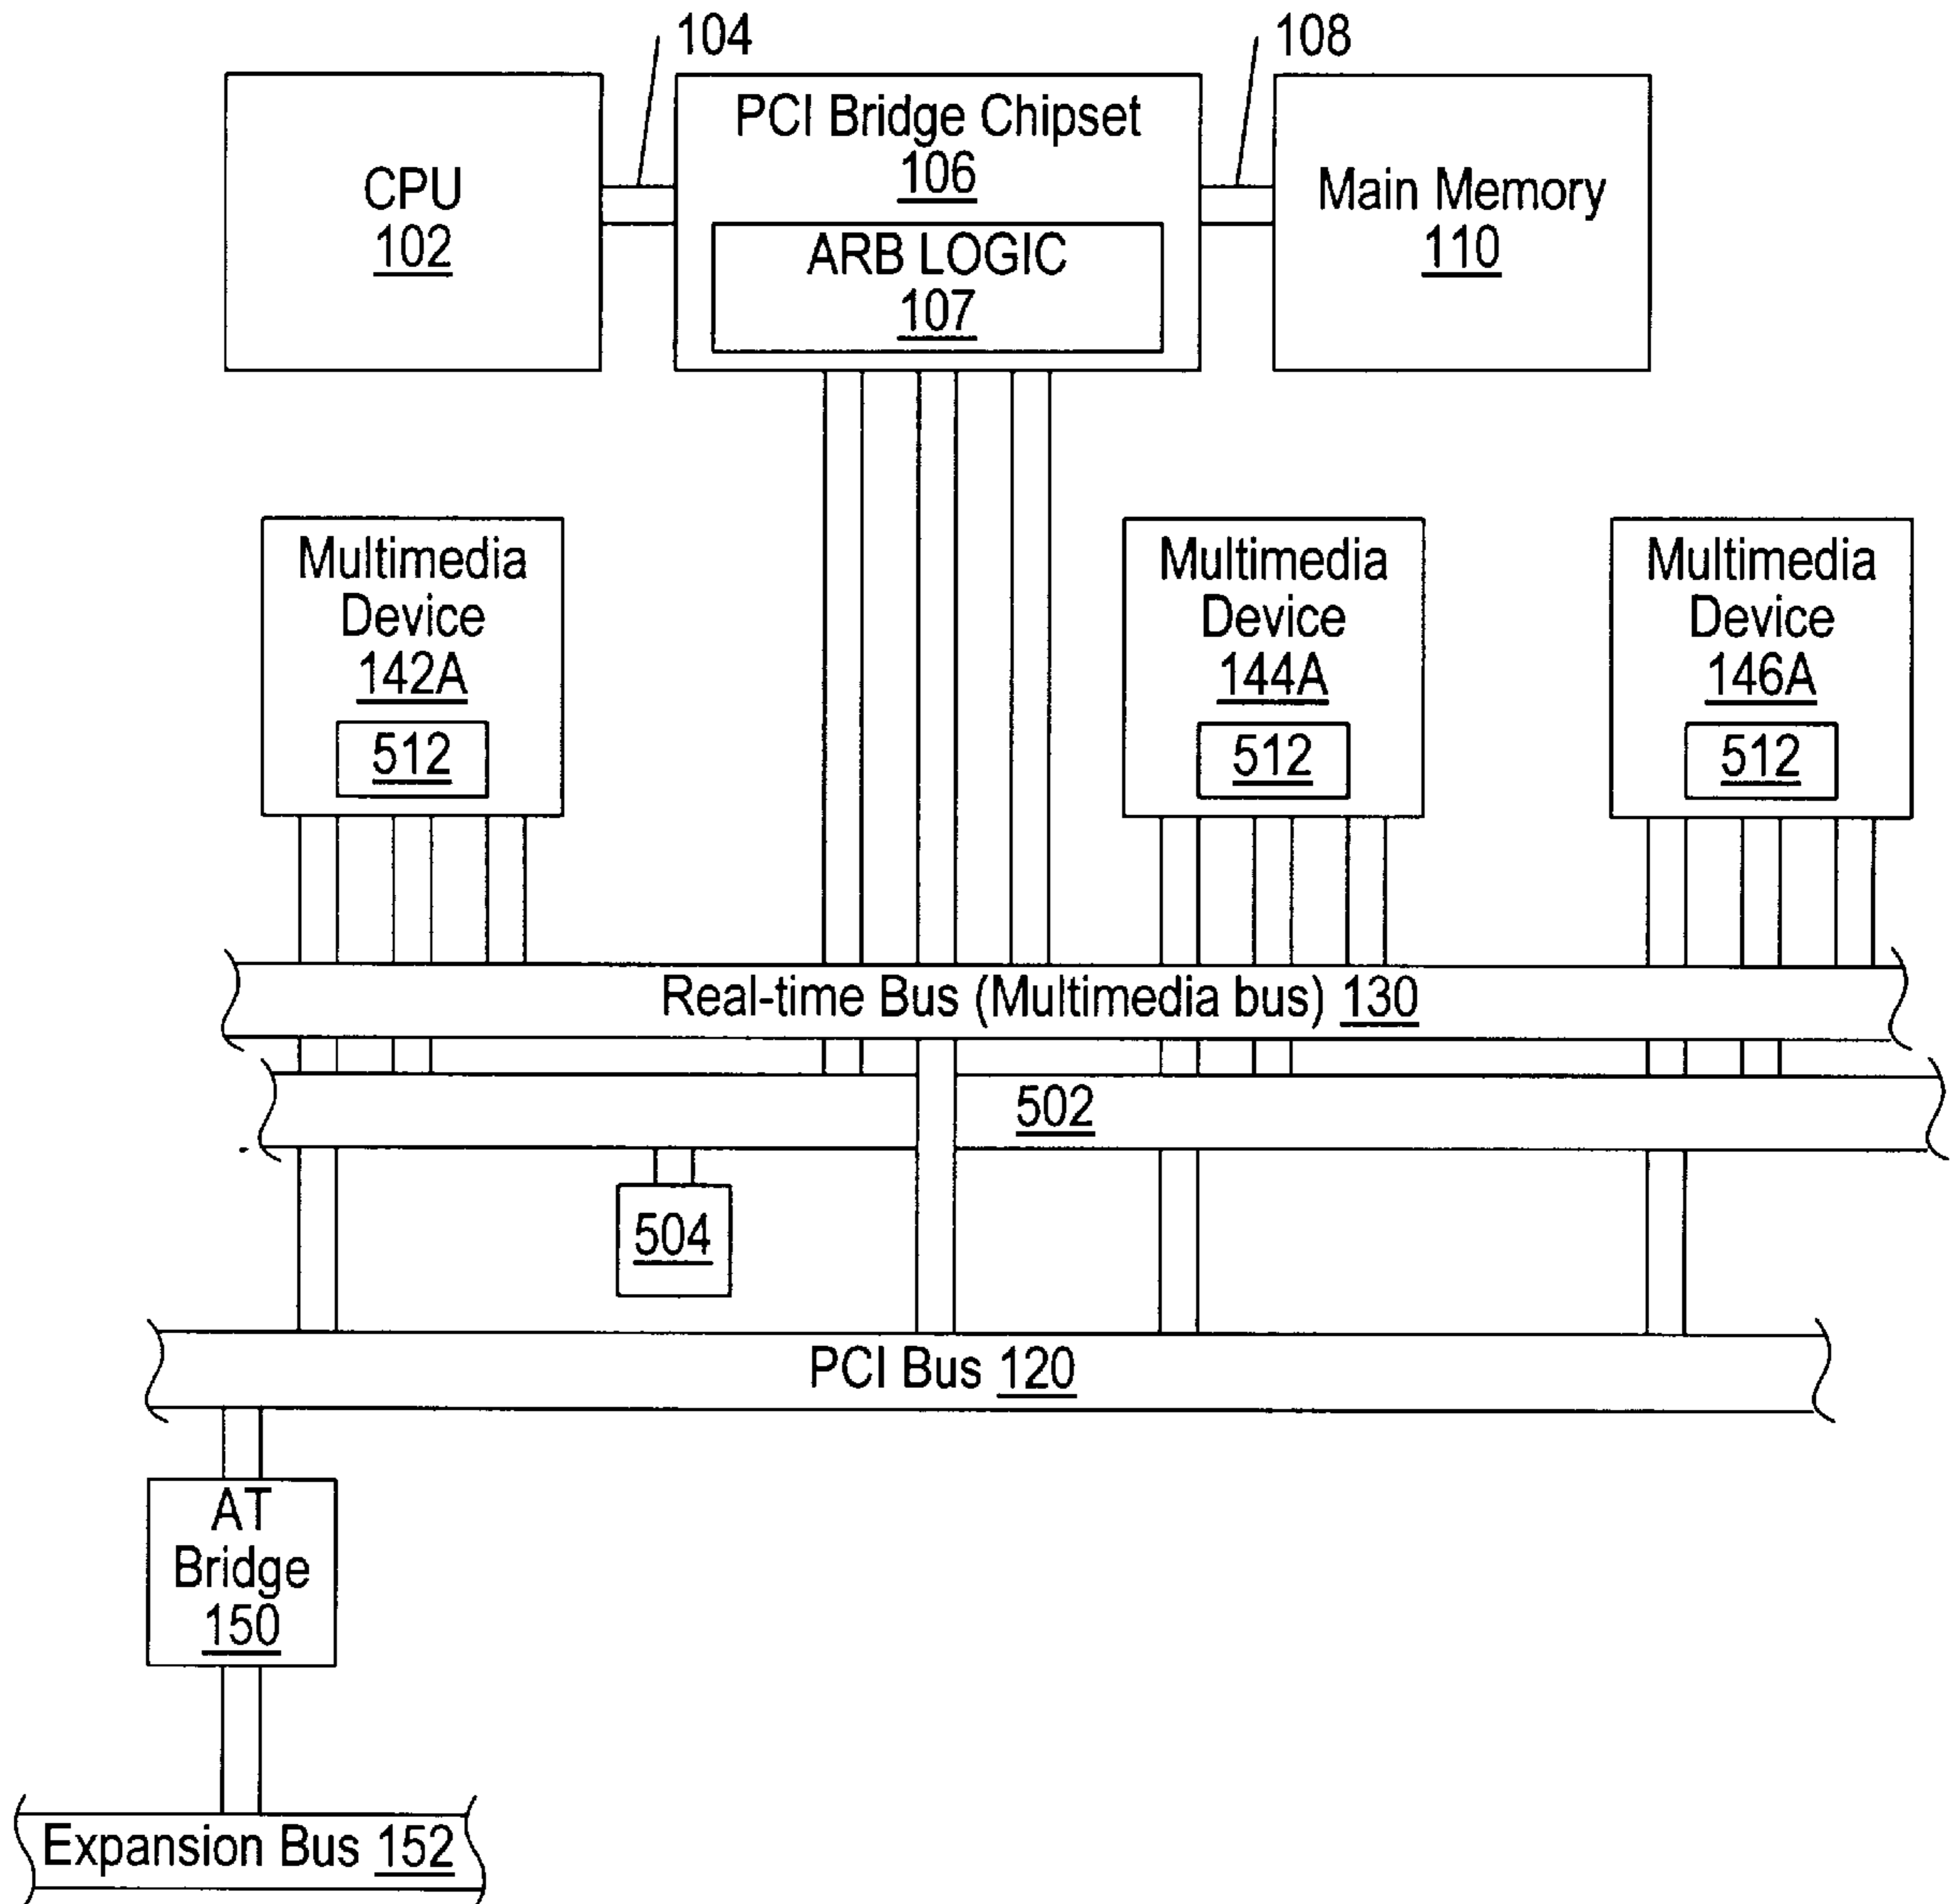 104
108
CPU
102
PCI Bridge Chipset
106
ARB LOGIC
107
Main Memory
110
Multimedia
Device
142A
512
Multimedia
Device
144A
512
Multimedia
Device
146A
512
Real-time Bus (Multimedia bus) 130
502
504
PCI Bus 120
AT
Bridge
150
Expansion Bus 152